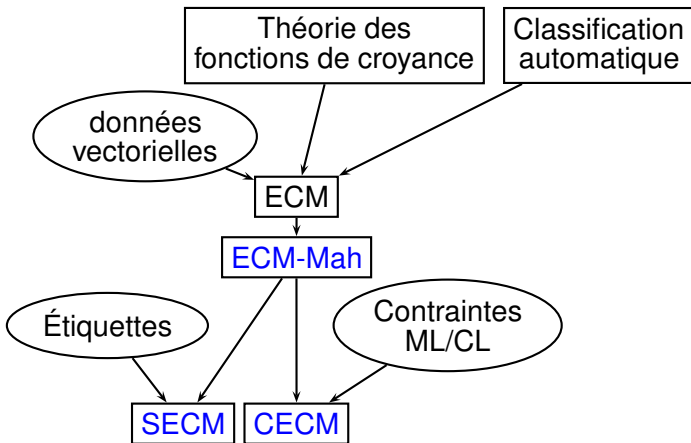 Théorie des
fonctions de croyance
Classification
automatique
données
vectorielles
ECM
ECM-Mah
Étiquettes
Contraintes
ML/CL
SECM
CECM